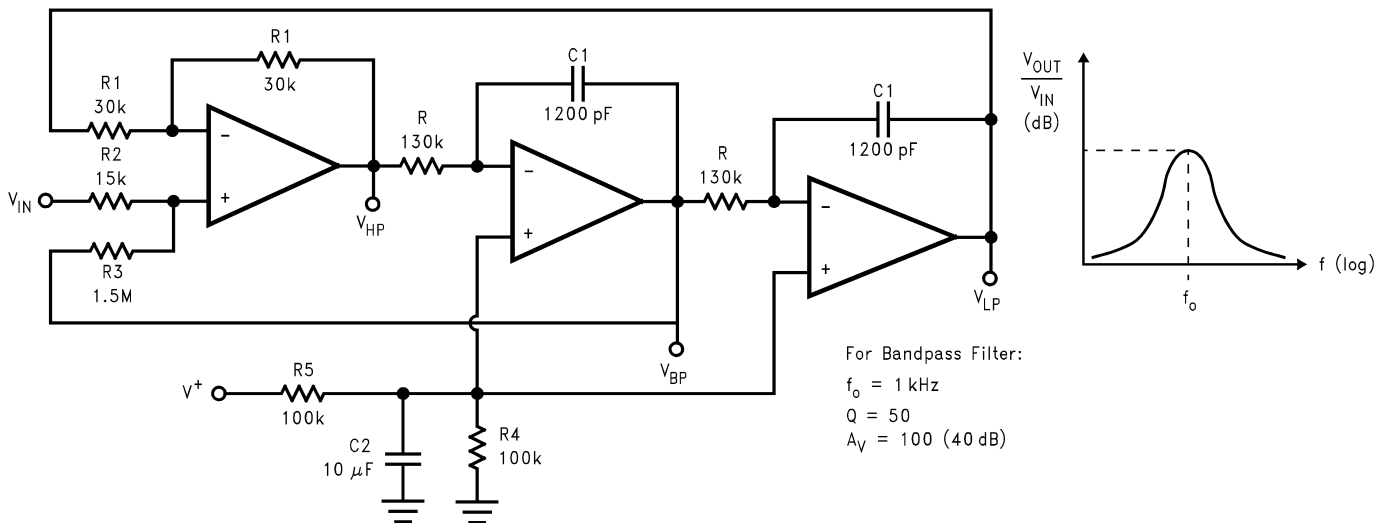 R1
30k
R1
30k
R2
15k
V_IN
R3
1.5M
V_HP
R
130k
C1
1200 pF
R
130k
C1
1200 pF
V_BP
V_LP
V+
R5
100k
C2
10 μF
R4
100k
V_OUT
V_IN
(dB)
f (log)
f_o
For Bandpass Filter:
f_o = 1 kHz
Q = 50
A_V = 100 (40 dB)